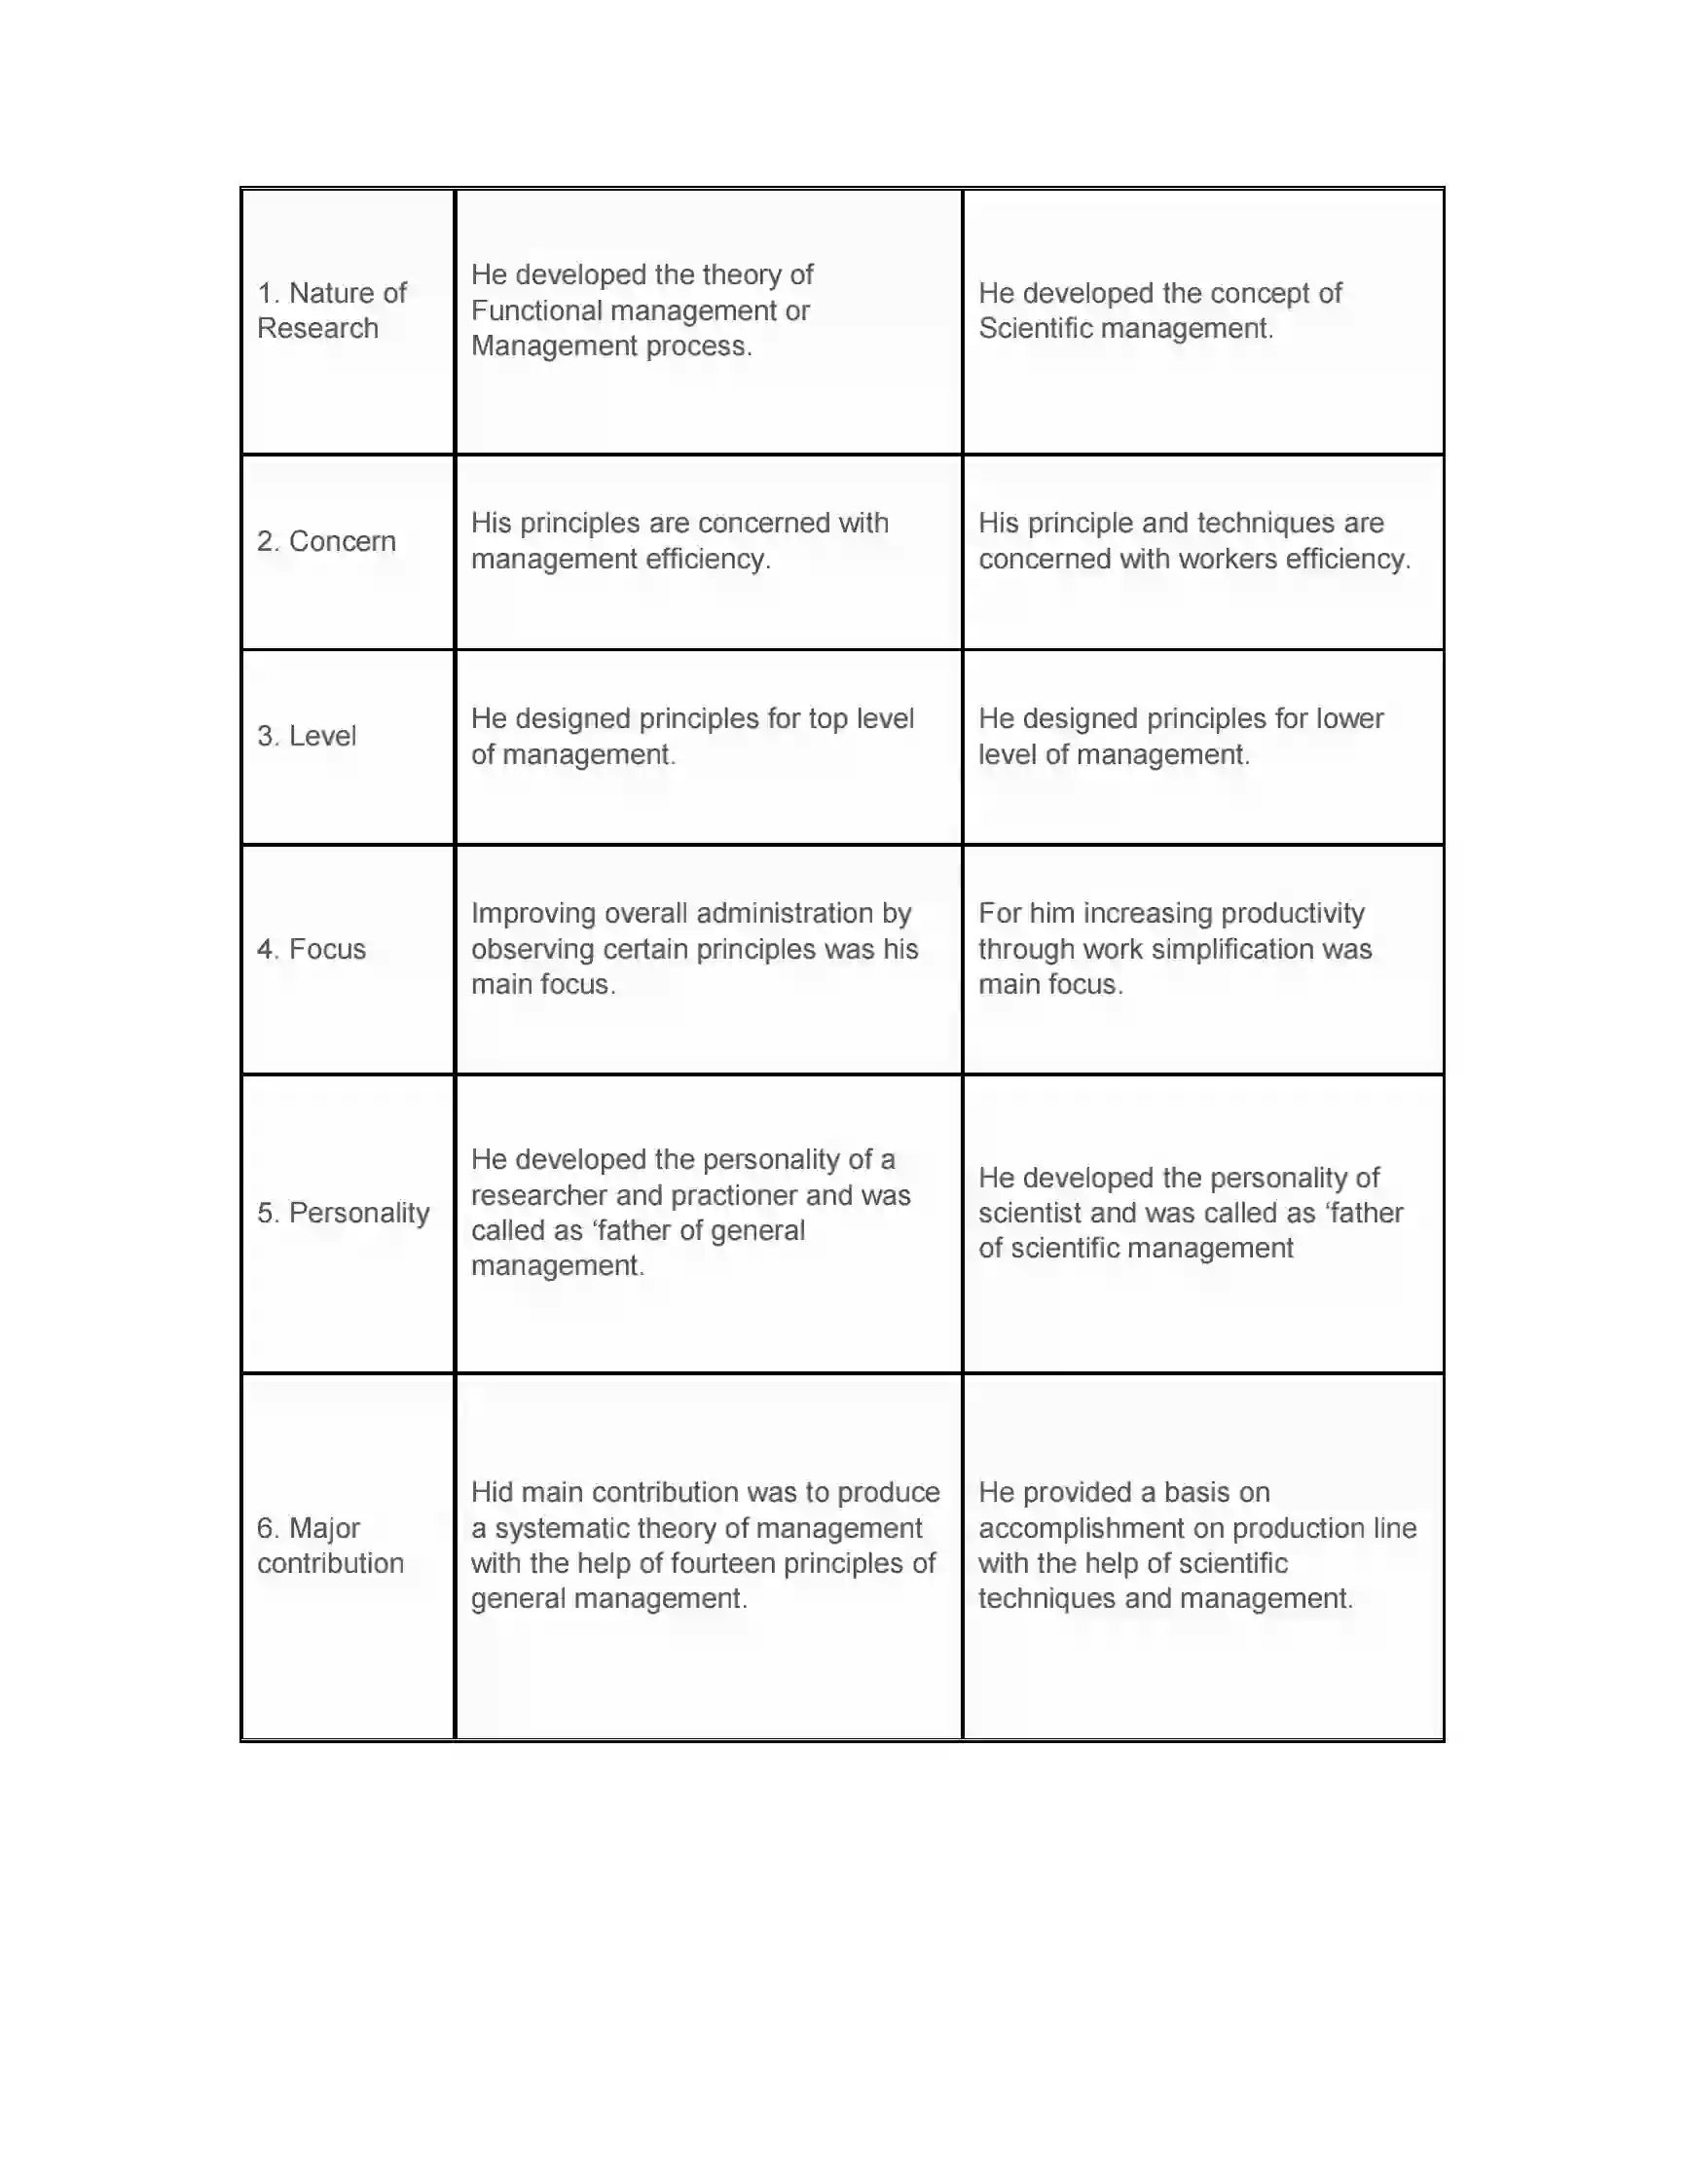 1. Nature of
Research
He developed the theory of
Functional management or
Management process.
He developed the concept of
Scientific management.
2. Concern
His principles are concerned with
management efficiency.
His principle and techniques are
concerned with workers efficiency.
3. Level
He designed principles for top level
of management.
He designed principles for lower
level of management.
4. Focus
Improving overall administration by
observing certain principles was his
main focus.
For him increasing productivity
through work simplification was
main focus.
5. Personality
He developed the personality of a
researcher and practioner and was
called as ‘father of general
management.
He developed the personality of
scientist and was called as ‘father
of scientific management
6. Major
contribution
Hid main contribution was to produce
a systematic theory of management
with the help of fourteen principles of
general management.
He provided a basis on
accomplishment on production line
with the help of scientific
techniques and management.